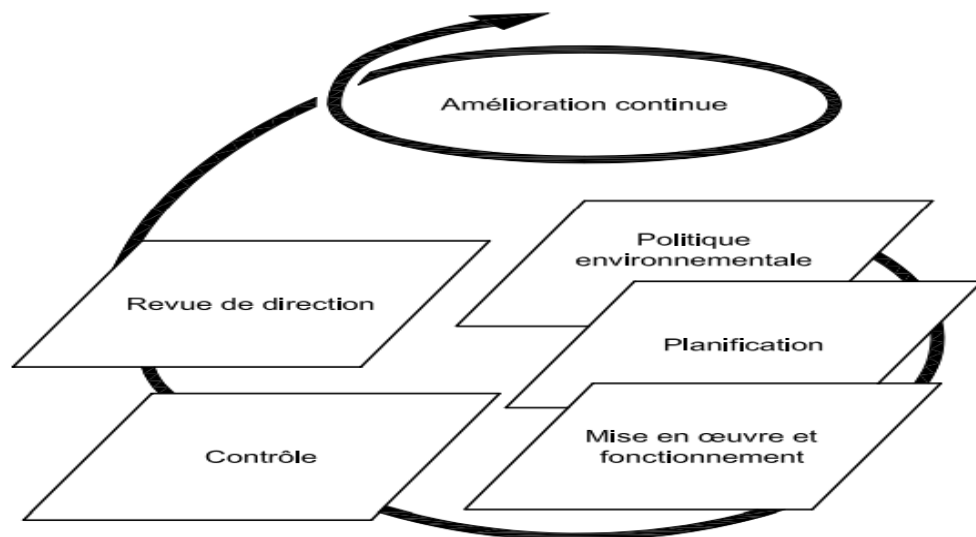 Amélioration continue
Politique
environnementale
Revue de direction
Planification
Mise en œuvre et
fonctionnement
Contrôle